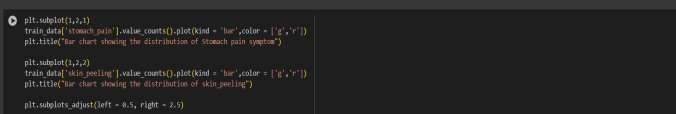 plt.subplot(1,2,1)
train_data['stomach_pain'].value_counts().plot(kind = 'bar',color = ['g','r'])
plt.title("Bar chart showing the distribution of Stomach pain symptom")
plt.subplot(1,2,2)
train_data['skin_peeling'].value_counts().plot(kind = 'bar',color = ['g','r'])
plt.title("Bar chart showing the distribution of skin_peeling")
plt.subplots_adjust(left = 0.5, right = 2.5)